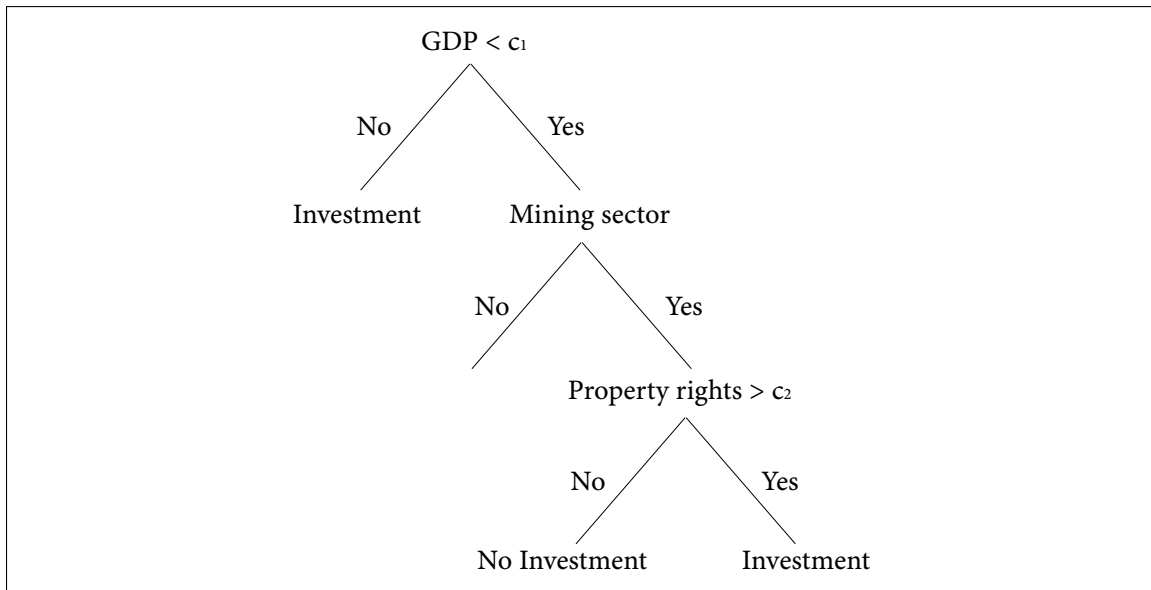 GDP < c₁
No
Yes
Investment
Mining sector
No
Yes
Property rights > c₂
No
Yes
No Investment
Investment